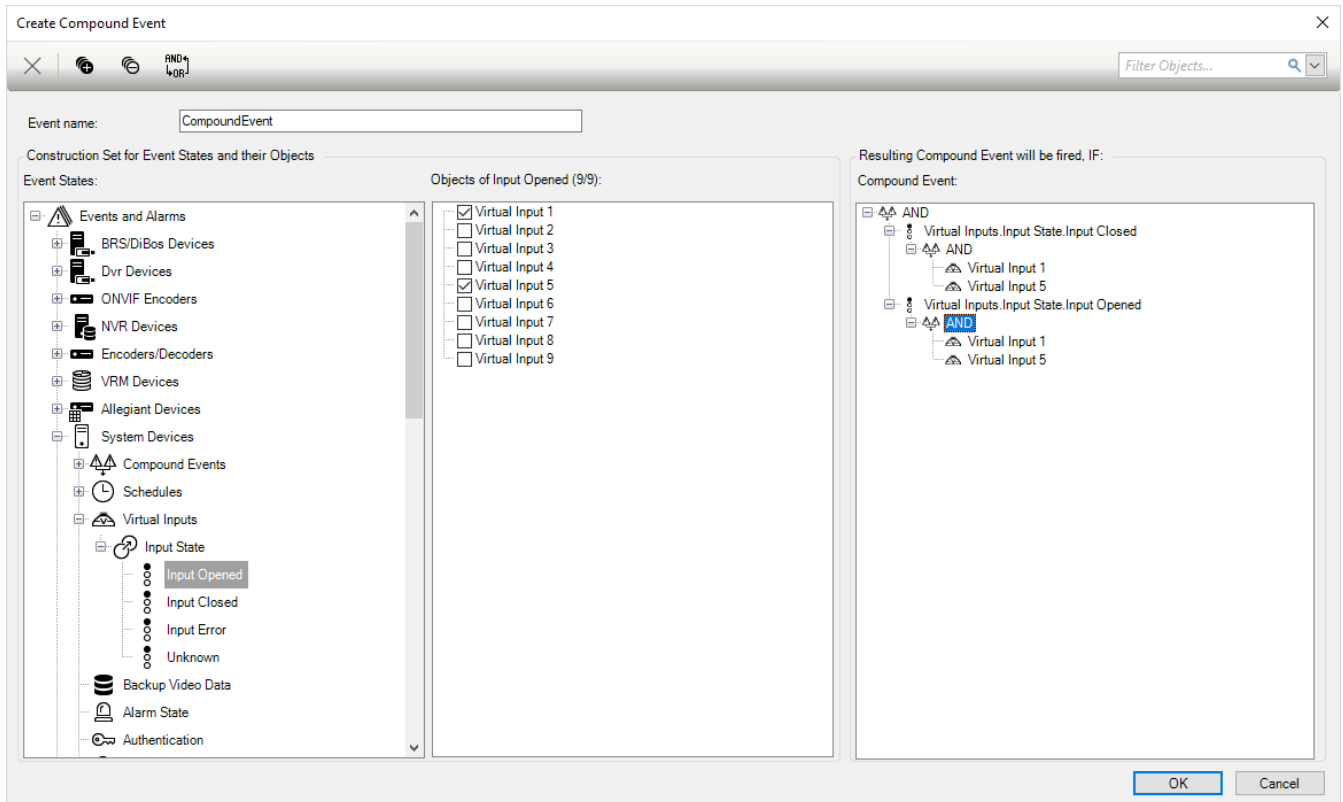 Create Compound Event
AND
OR
Filter Objects...
Event name:
CompoundEvent
Construction Set for Event States and their Objects
Resulting Compound Event will be fired, IF:
Event States:
Objects of Input Opened (9/9):
Compound Event:
Events and Alarms
BRS/DiBos Devices
Dvr Devices
ONVIF Encoders
NVR Devices
Encoders/Decoders
VRM Devices
Allegiant Devices
System Devices
Compound Events
Schedules
Virtual Inputs
Input State
Input Opened
Input Closed
Input Error
Unknown
Backup Video Data
Alarm State
Authentication
Virtual Input 1
Virtual Input 2
Virtual Input 3
Virtual Input 4
Virtual Input 5
Virtual Input 6
Virtual Input 7
Virtual Input 8
Virtual Input 9
AND
Virtual Inputs.Input State.Input Closed
AND
Virtual Input 1
Virtual Input 5
Virtual Inputs.Input State.Input Opened
AND
Virtual Input 1
Virtual Input 5
OK
Cancel